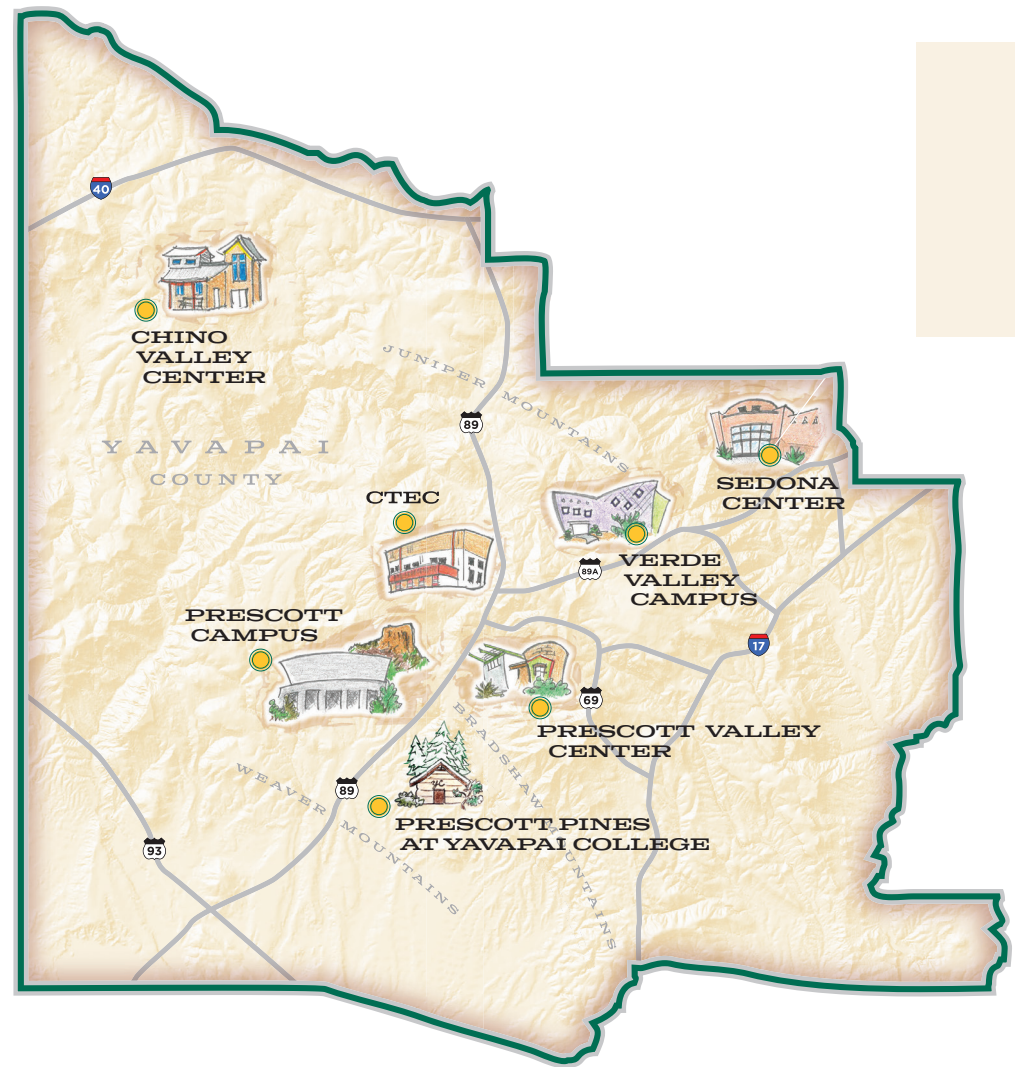 40
CHINO
VALLEY
CENTER
JUNIPER MOUNTAINS
89
YAVAPAI
COUNTY
SEDONA
CENTER
CTEC
89A
VERDE
VALLEY
CAMPUS
PRESCOTT
CAMPUS
17
69
PRESCOTT VALLEY
CENTER
BRADSHAW MOUNTAINS
WEAVER MOUNTAINS
89
YC
PRESCOTT PINES
AT YAVAPAI COLLEGE
93